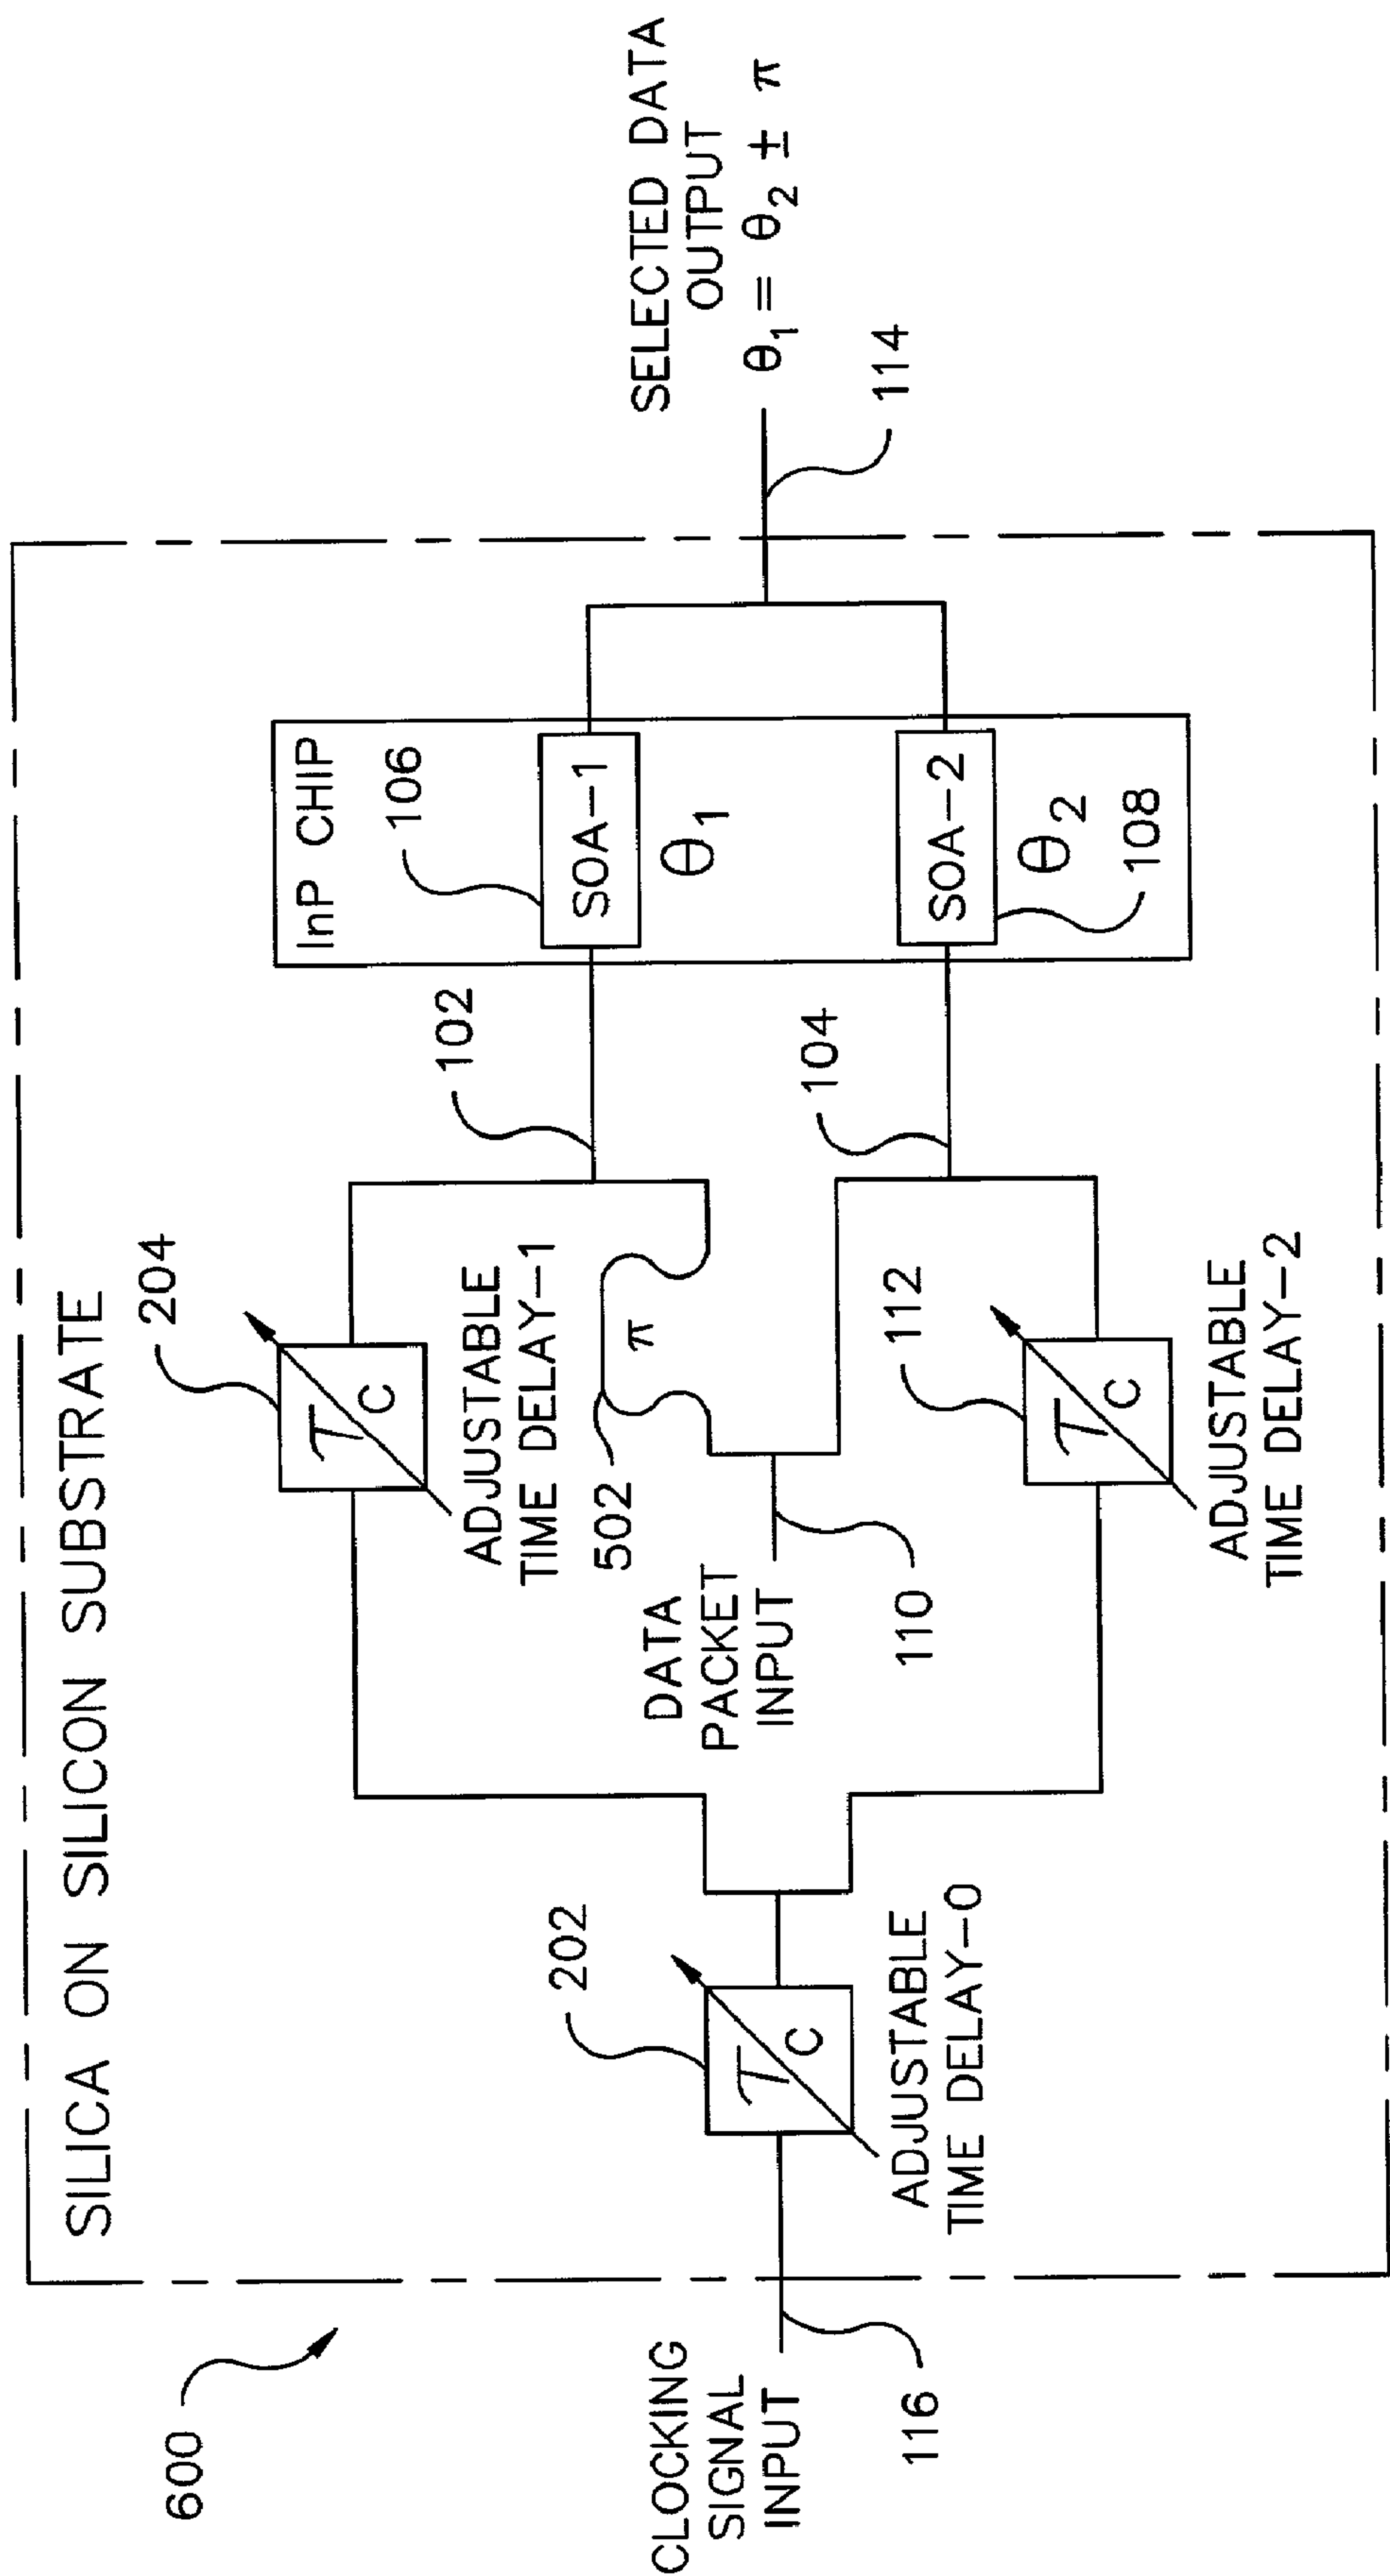 600
SILICA ON SILICON SUBSTRATE
CLOCKING
SIGNAL
INPUT
116
202
τ
C
ADJUSTABLE
TIME DELAY-0
204
τ
C
ADJUSTABLE
TIME DELAY-1
502
π
DATA
PACKET
INPUT
110
112
τ
C
ADJUSTABLE
TIME DELAY-2
102
104
InP CHIP
106
SOA-1
θ1
SOA-2
θ2
108
SELECTED DATA
OUTPUT
θ1 = θ2 ± π
114